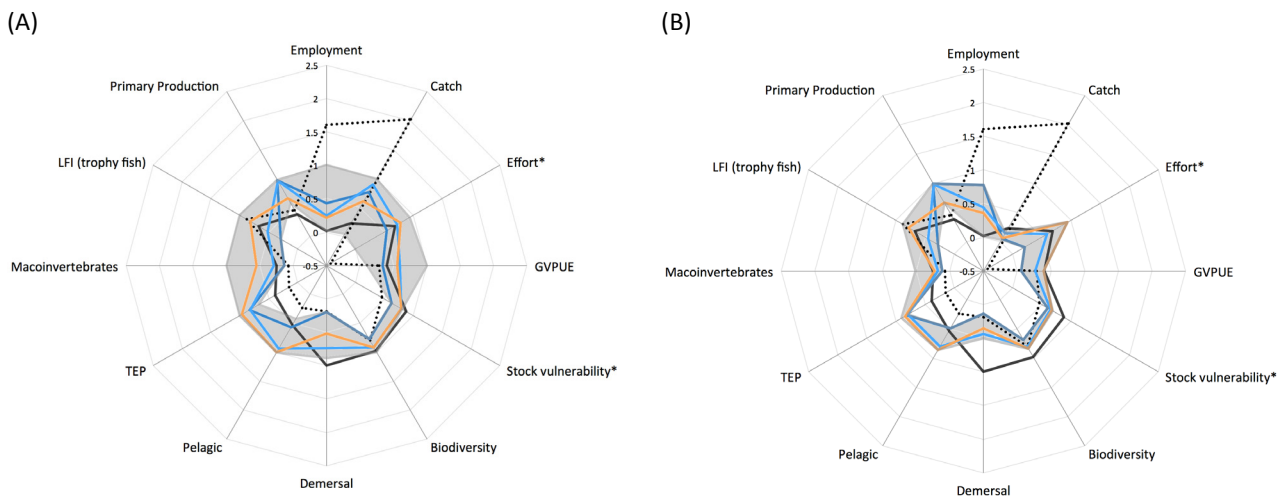 (A)
Employment
2.5
2
1.5
1
0.5
0
-0.5
Catch
Effort*
GVPUE
Stock vulnerability*
Biodiversity
Demersal
Pelagic
TEP
Macoinvertebrates
LFI (trophy fish)
Primary Production
(B)
Employment
2.5
2
1.5
1
0.5
0
-0.5
Catch
Effort*
GVPUE
Stock vulnerability*
Biodiversity
Demersal
Pelagic
TEP
Macoinvertebrates
LFI (trophy fish)
Primary Production